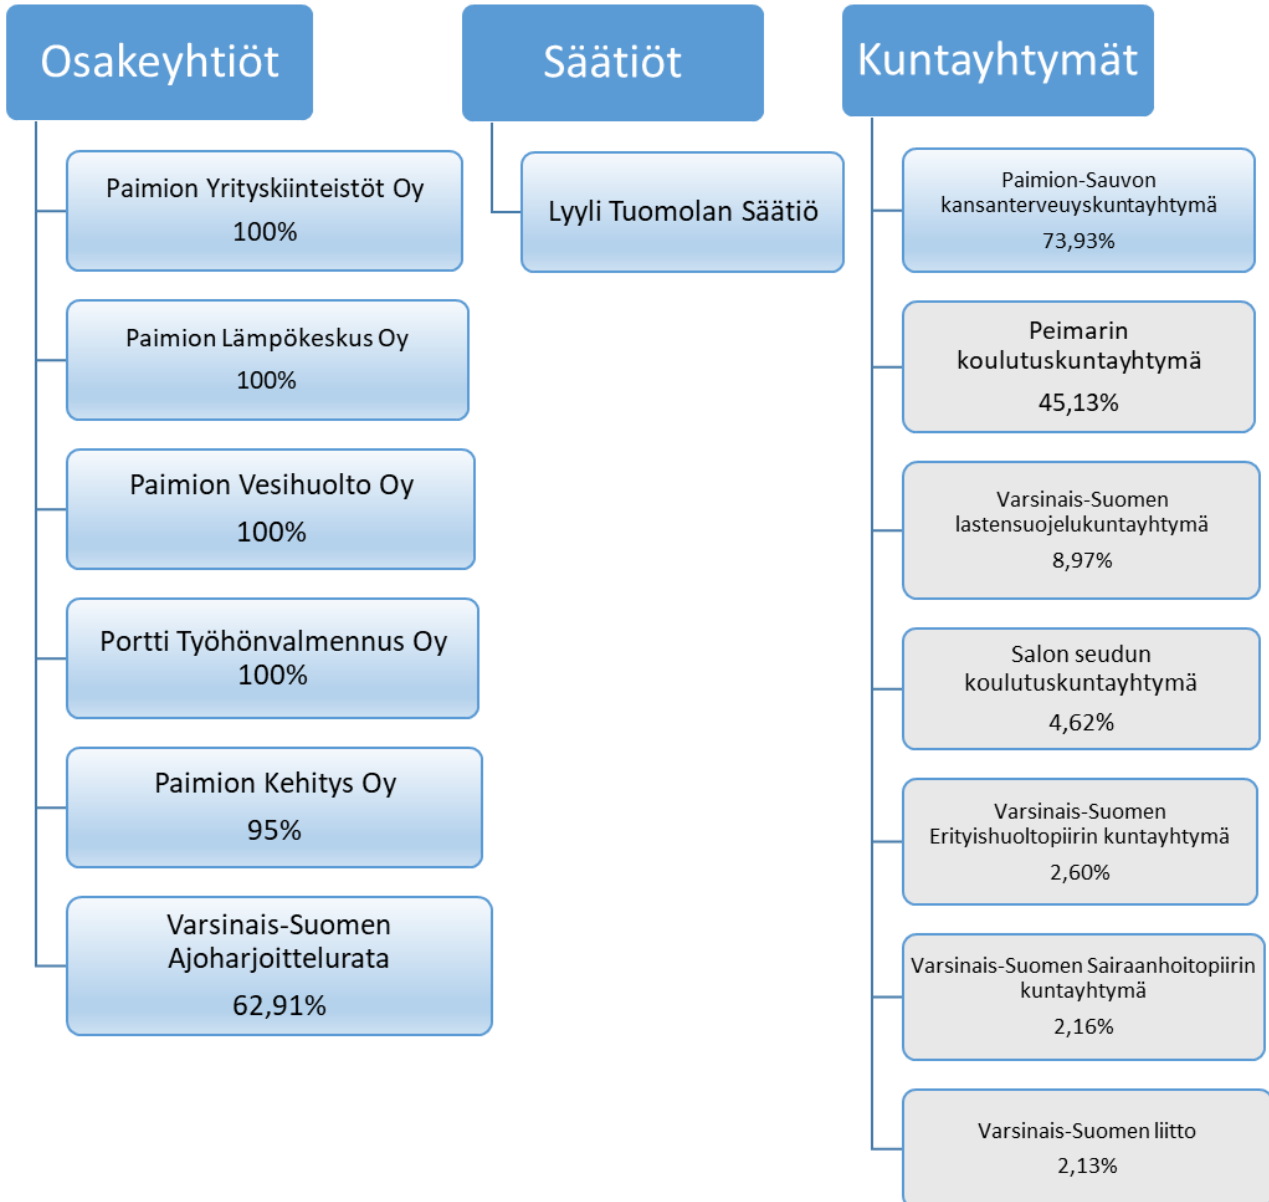 Osakeyhtiöt
Paimion Yrityskiinteistöt Oy
100%
Paimion Lämpökeskus Oy
100%
Paimion Vesihuolto Oy
100%
Portti Työhönvalmennus Oy
100%
Paimion Kehitys Oy
95%
Varsinais-Suomen
Ajoharjoittelurata
62,91%
Säätiöt
Lyyli Tuomolan Säätiö
Kuntayhtymät
Paimion-Sauvon
kansanterveuyskuntayhtymä
73,93%
Peimarin
koulutuskuntayhtymä
45,13%
Varsinais-Suomen
lastensuojelukuntayhtymä
8,97%
Salon seudun
koulutuskuntayhtymä
4,62%
Varsinais-Suomen
Erityishuoltopiirin kuntayhtymä
2,60%
Varsinais-Suomen Sairaanhoitopiirin
kuntayhtymä
2,16%
Varsinais-Suomen liitto
2,13%